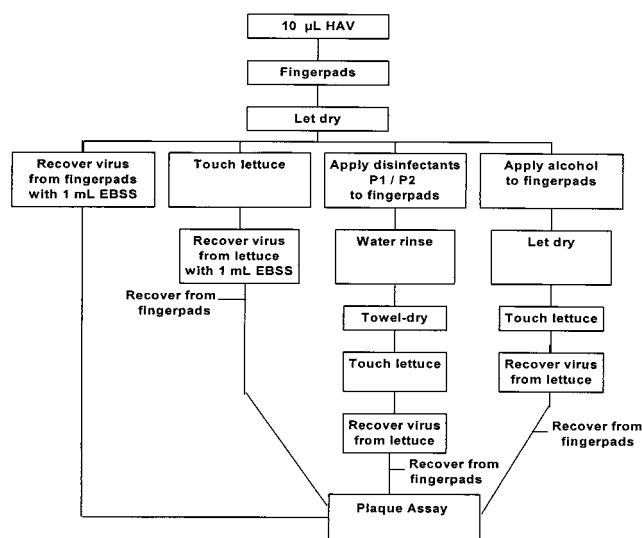 10 µL HAV
Fingerpads
Let dry
Recover virus
from fingerpads
with 1 mL EBSS
Touch lettuce
Recover virus
from lettuce
with 1 mL EBSS
Recover from
fingerpads
Apply disinfectants
P1 / P2
to fingerpads
Water rinse
Towel-dry
Touch lettuce
Recover virus
from lettuce
Recover from
fingerpads
Apply alcohol
to fingerpads
Let dry
Touch lettuce
Recover virus
from lettuce
Recover from
fingerpads
Plaque Assay